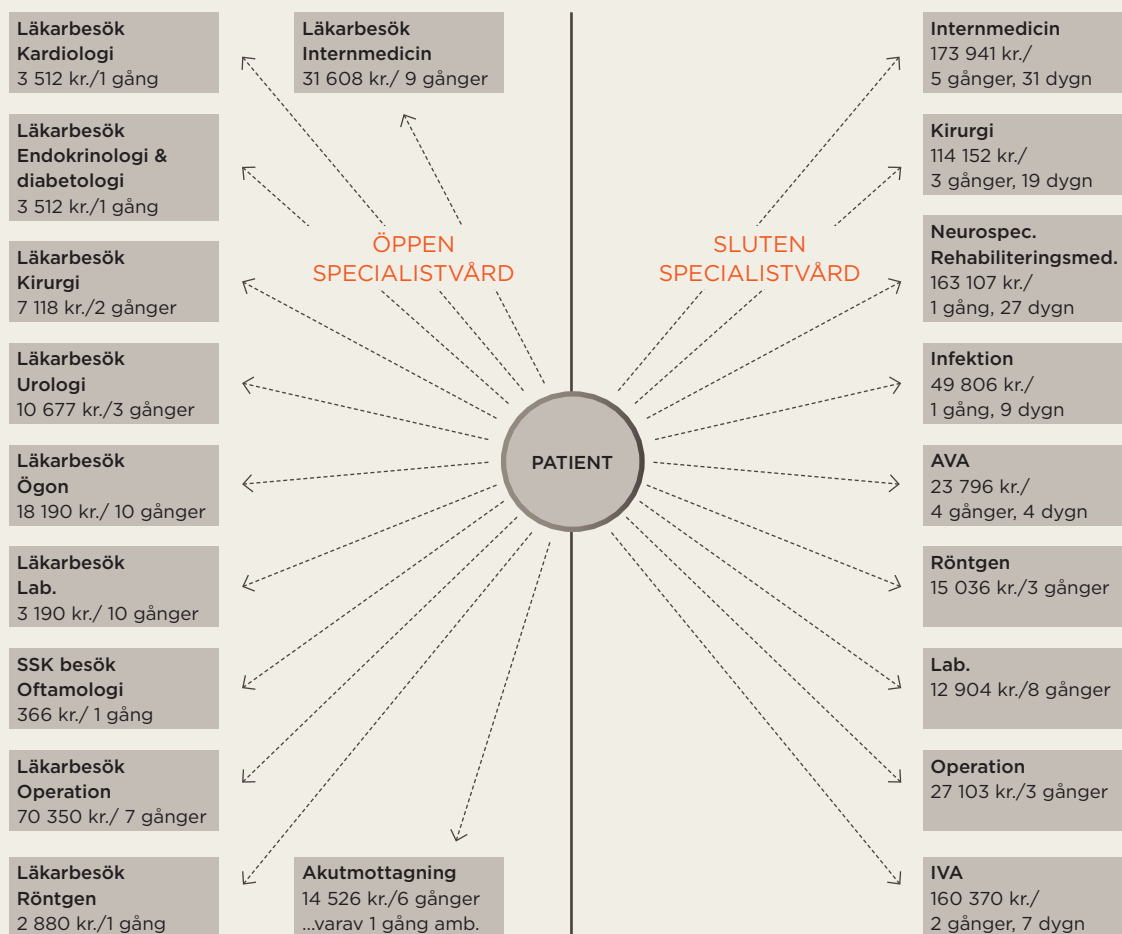 Läkarbesök
Kardiologi
3 512 kr./1 gång
Läkarbesök
Internmedicin
31 608 kr./ 9 gånger
Läkarbesök
Endokrinologi &
diabetologi
3 512 kr./1 gång
Läkarbesök
Kirurgi
7 118 kr./2 gånger
Läkarbesök
Urologi
10 677 kr./3 gånger
Läkarbesök
Ögon
18 190 kr./ 10 gånger
Läkarbesök
Lab.
3 190 kr./ 10 gånger
SSK besök
Oftamologi
366 kr./ 1 gång
Läkarbesök
Operation
70 350 kr./ 7 gånger
Läkarbesök
Röntgen
2 880 kr./1 gång
Akutmottagning
14 526 kr./6 gånger
...varav 1 gång amb.
ÖPPEN
SPECIALISTVÅRD
PATIENT
SLUTEN
SPECIALISTVÅRD
Internmedicin
173 941 kr./
5 gånger, 31 dygn
Kirurgi
114 152 kr./
3 gånger, 19 dygn
Neurospec.
Rehabiliteringsmed.
163 107 kr./
1 gång, 27 dygn
Infektion
49 806 kr./
1 gång, 9 dygn
AVA
23 796 kr./
4 gånger, 4 dygn
Röntgen
15 036 kr./3 gånger
Lab.
12 904 kr./8 gånger
Operation
27 103 kr./3 gånger
IVA
160 370 kr./
2 gånger, 7 dygn